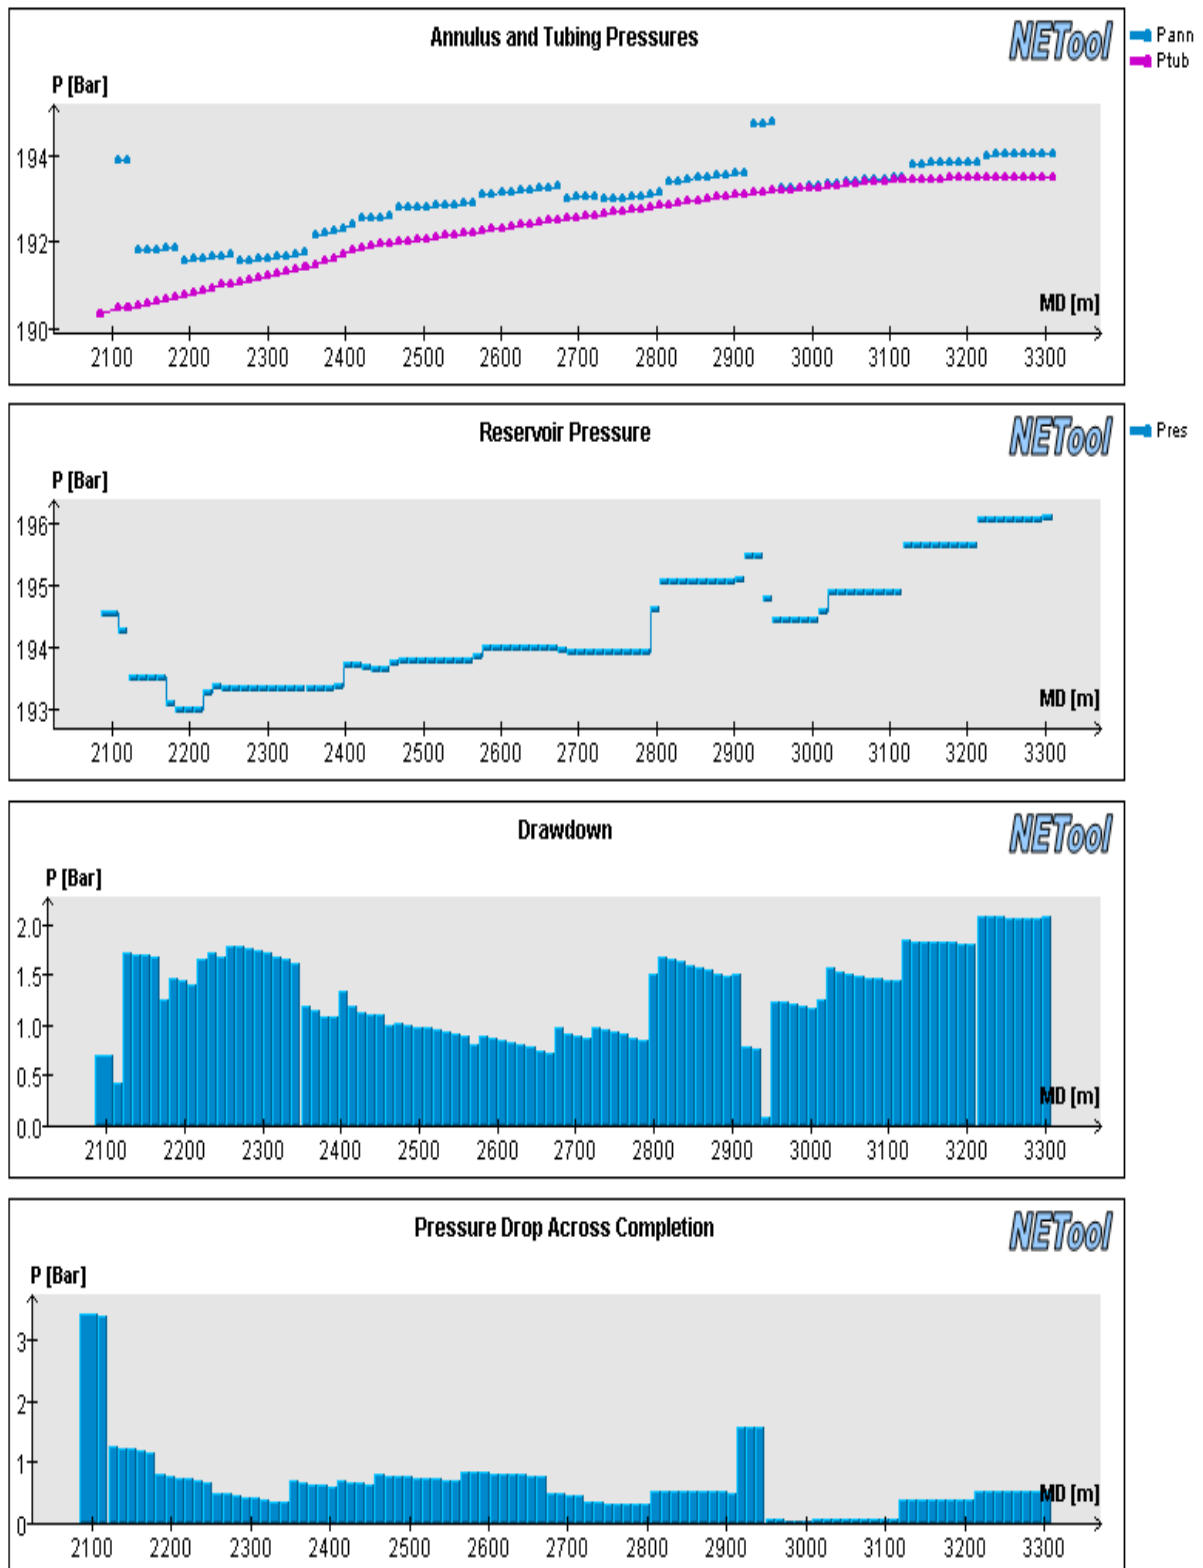 Annulus and Tubing Pressures
NETool
Pann
Ptub
P [Bar]
194
192
190
MD [m]
2100 2200 2300 2400 2500 2600 2700 2800 2900 3000 3100 3200 3300
Reservoir Pressure
NETool
Pres
P [Bar]
196
195
194
193
MD [m]
2100 2200 2300 2400 2500 2600 2700 2800 2900 3000 3100 3200 3300
Drawdown
NETool
P [Bar]
2.0
1.5
1.0
0.5
0.0
MD [m]
2100 2200 2300 2400 2500 2600 2700 2800 2900 3000 3100 3200 3300
Pressure Drop Across Completion
NETool
P [Bar]
3
2
1
0
MD [m]
2100 2200 2300 2400 2500 2600 2700 2800 2900 3000 3100 3200 3300